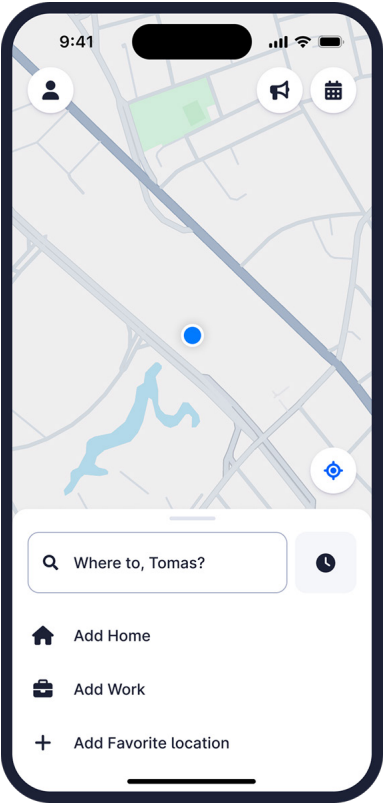 9:41
Where to, Tomas?
Add Home
Add Work
Add Favorite location